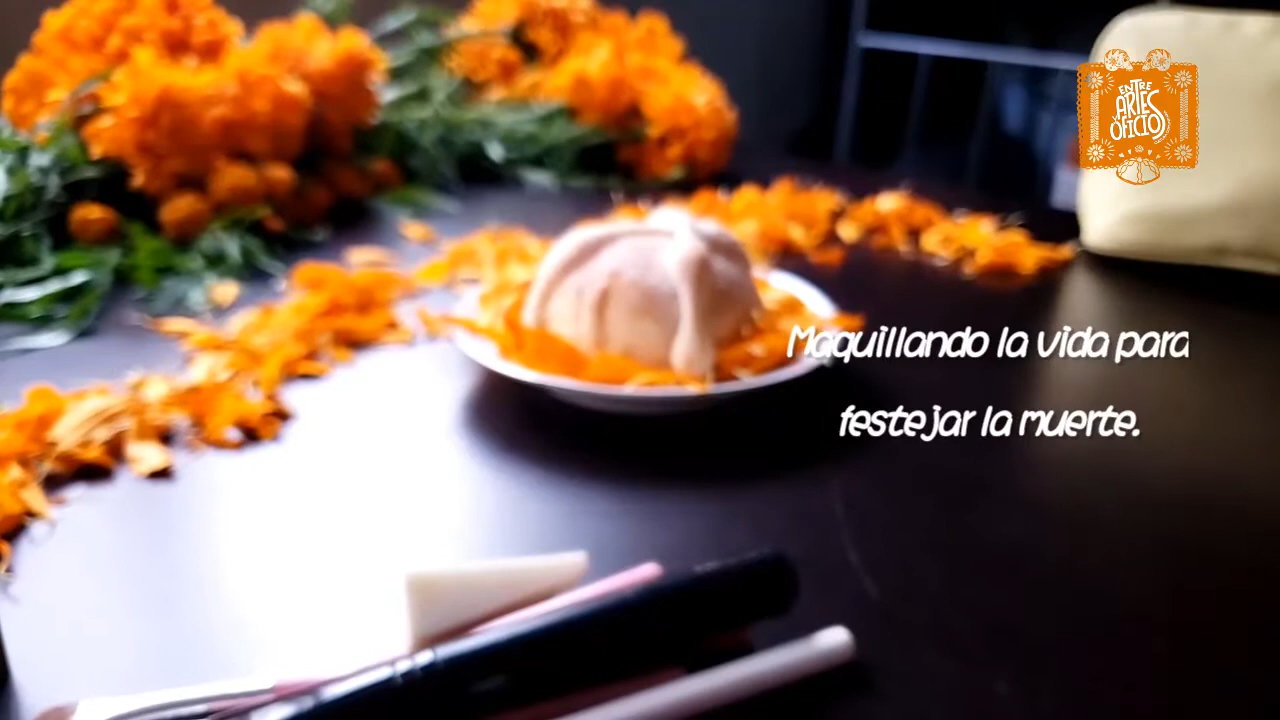 ENTRE
ARTES
OFICIOS
Maquillando la vida para
festejar la muerte.